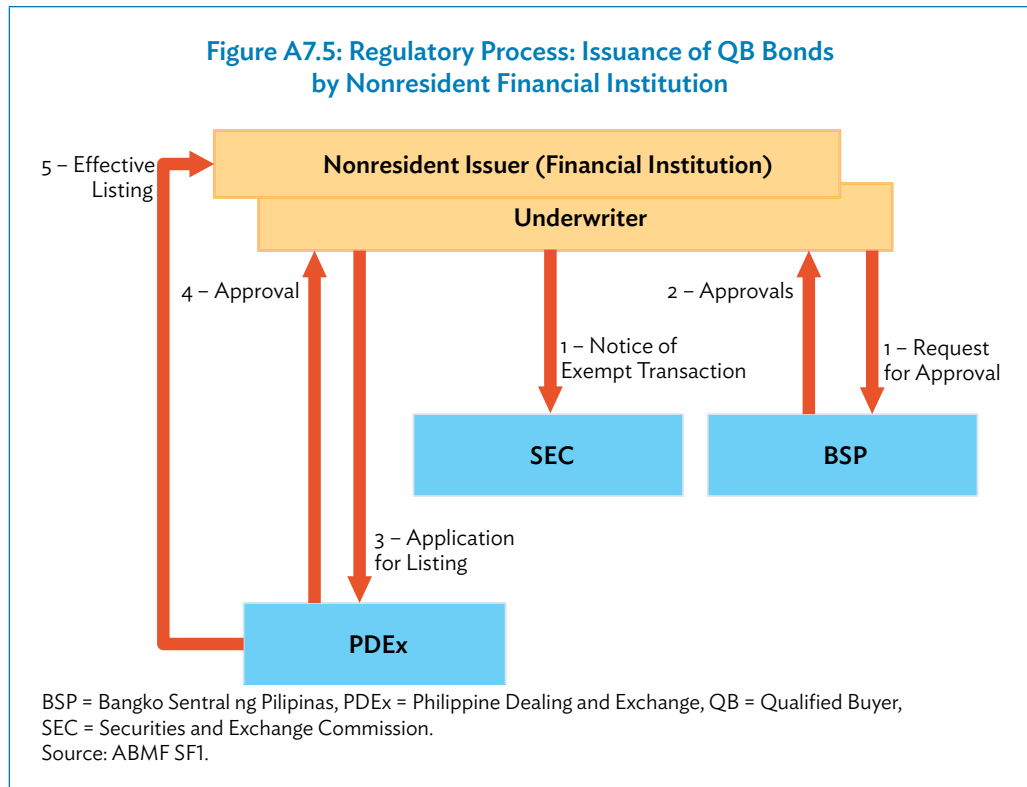 Figure A7.5: Regulatory Process: Issuance of QB Bonds
by Nonresident Financial Institution
5 – Effective
Listing
Nonresident Issuer (Financial Institution)
Underwriter
4 – Approval
2 – Approvals
1 – Notice of
Exempt Transaction
1 – Request
for Approval
SEC
BSP
3 – Application
for Listing
PDEx
BSP = Bangko Sentral ng Pilipinas, PDEx = Philippine Dealing and Exchange, QB = Qualified Buyer,
SEC = Securities and Exchange Commission.
Source: ABMF SF1.